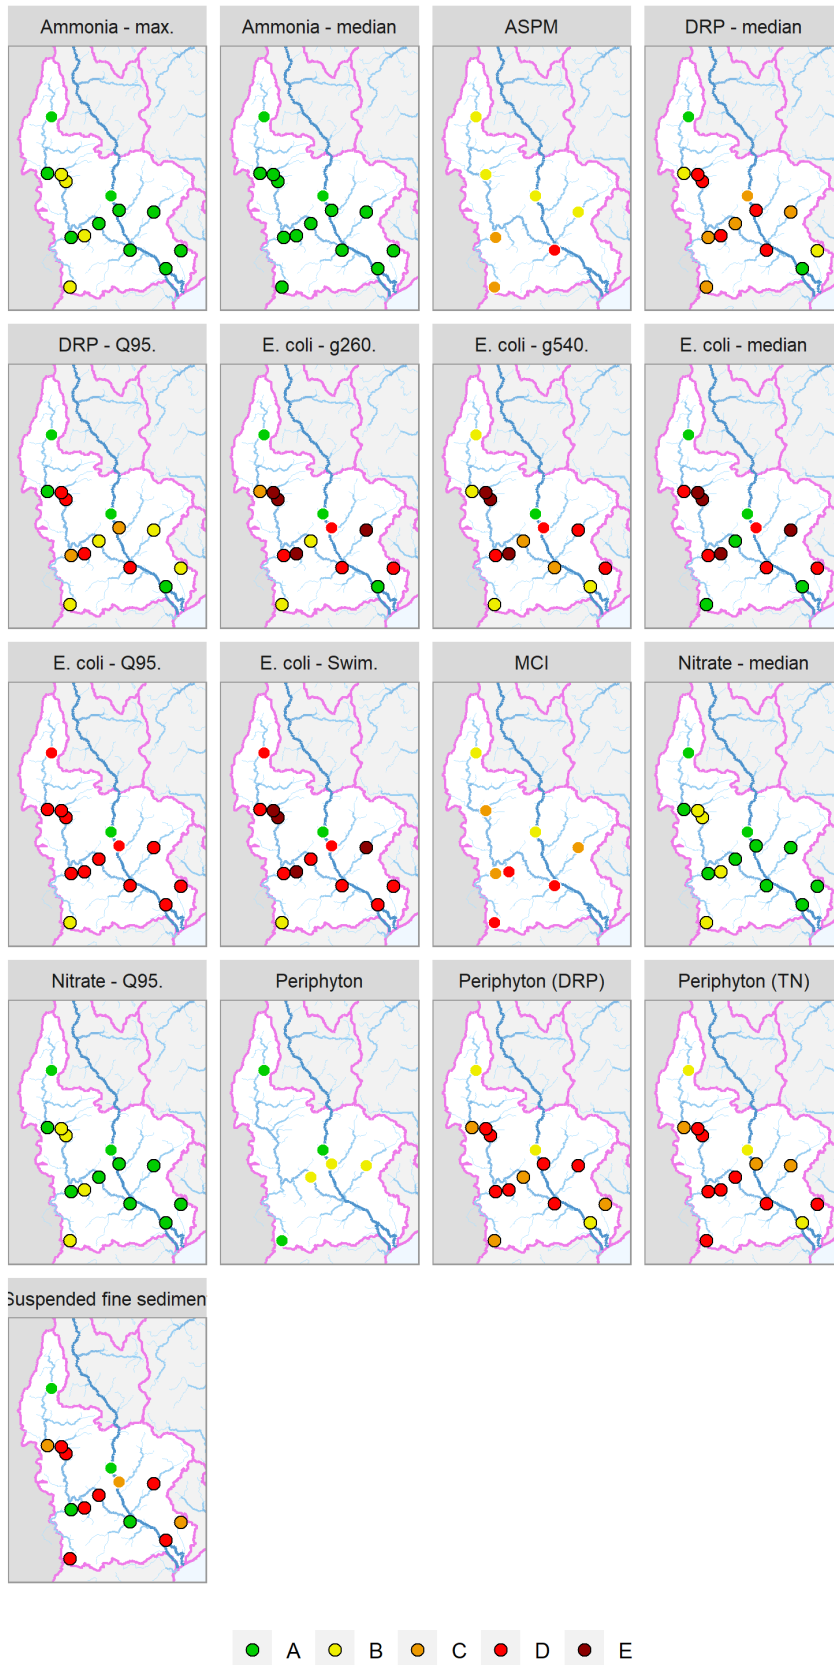 Ammonia - max.
Ammonia - median
ASPM
DRP - median
DRP - Q95.
E. coli - g260.
E. coli - g540.
E. coli - median
E. coli - Q95.
E. coli - Swim.
MCI
Nitrate - median
Nitrate - Q95.
Periphyton
Periphyton (DRP)
Periphyton (TN)
Suspended fine sedimen
A B C D E